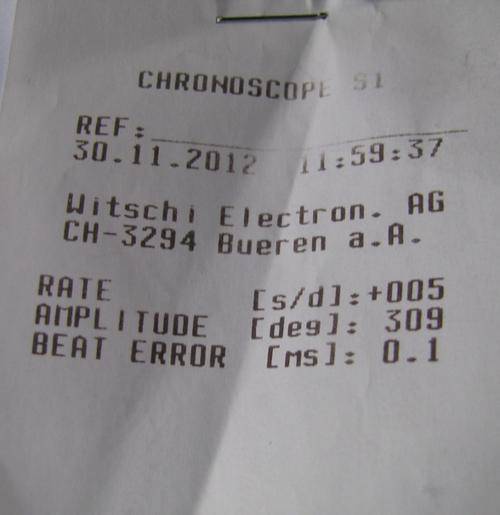 CHRONOSCOPE S1
REF:
30.11.2012 11:59:37
Witschi Electron. AG
CH-3294 Bueren a.A.
RATE [s/d]:+005
AMPLITUDE [deg]: 309
BEAT ERROR [ms]: 0.1